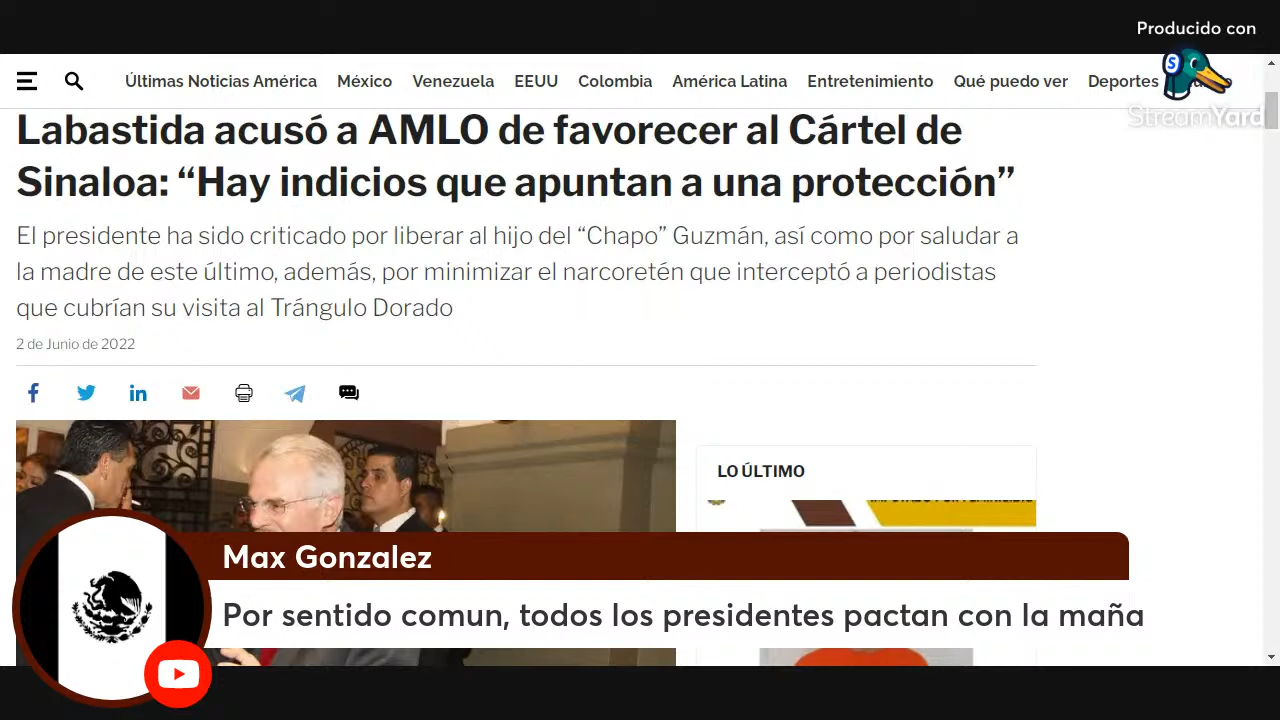 Producido con
StreamYard
Últimas Noticias América México Venezuela EEUU Colombia América Latina Entretenimiento Qué puedo ver Deportes
Labastida acusó a AMLO de favorecer al Cártel de
Sinaloa: “Hay indicios que apuntan a una protección”
El presidente ha sido criticado por liberar al hijo del “Chapo” Guzmán, así como por saludar a
la madre de este último, además, por minimizar el narcoretén que interceptó a periodistas
que cubrían su visita al Trángulo Dorado
2 de Junio de 2022
LO ÚLTIMO
Max Gonzalez
Por sentido comun, todos los presidentes pactan con la maña